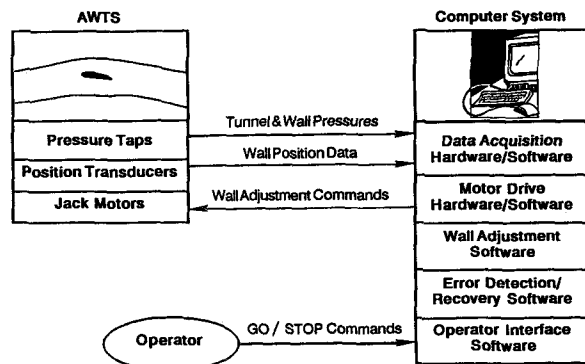 AWTS
Computer System
Pressure Taps
Position Transducers
Jack Motors
Tunnel & Wall Pressures
Wall Position Data
Wall Adjustment Commands
Data Acquisition
Hardware/Software
Motor Drive
Hardware/Software
Wall Adjustment
Software
Error Detection/
Recovery Software
Operator Interface
Software
Operator
GO / STOP Commands